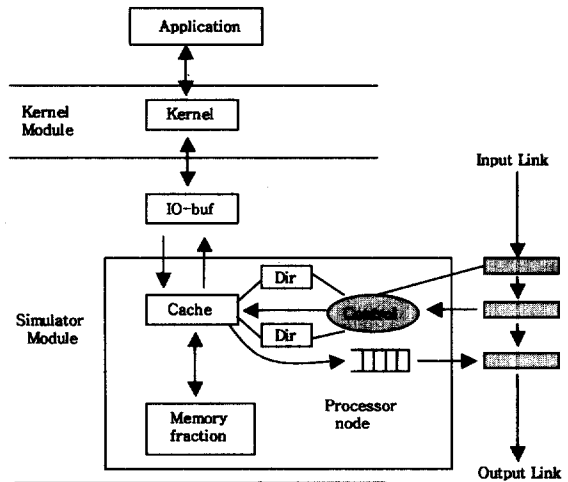 Application
Kernel
Module
Kernel
Input Link
IO-buf
Dir
Cache
Control
Simulator
Module
Dir
Memory
fraction
Processor
node
Output Link